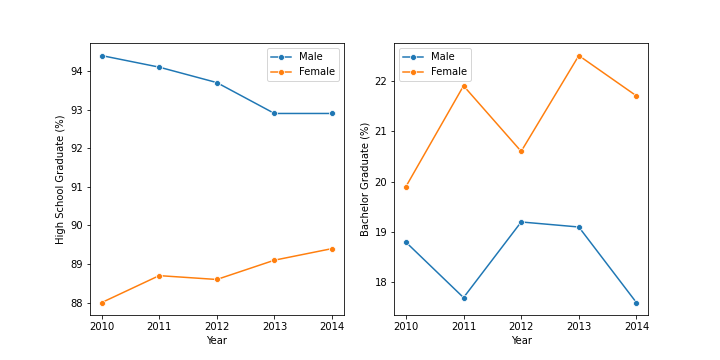 High School Graduate (%)
94
93
92
91
90
89
88
2010 2011 2012 2013 2014
Year
Male
Female
Bachelor Graduate (%)
22
21
20
19
18
2010 2011 2012 2013 2014
Year
Male
Female